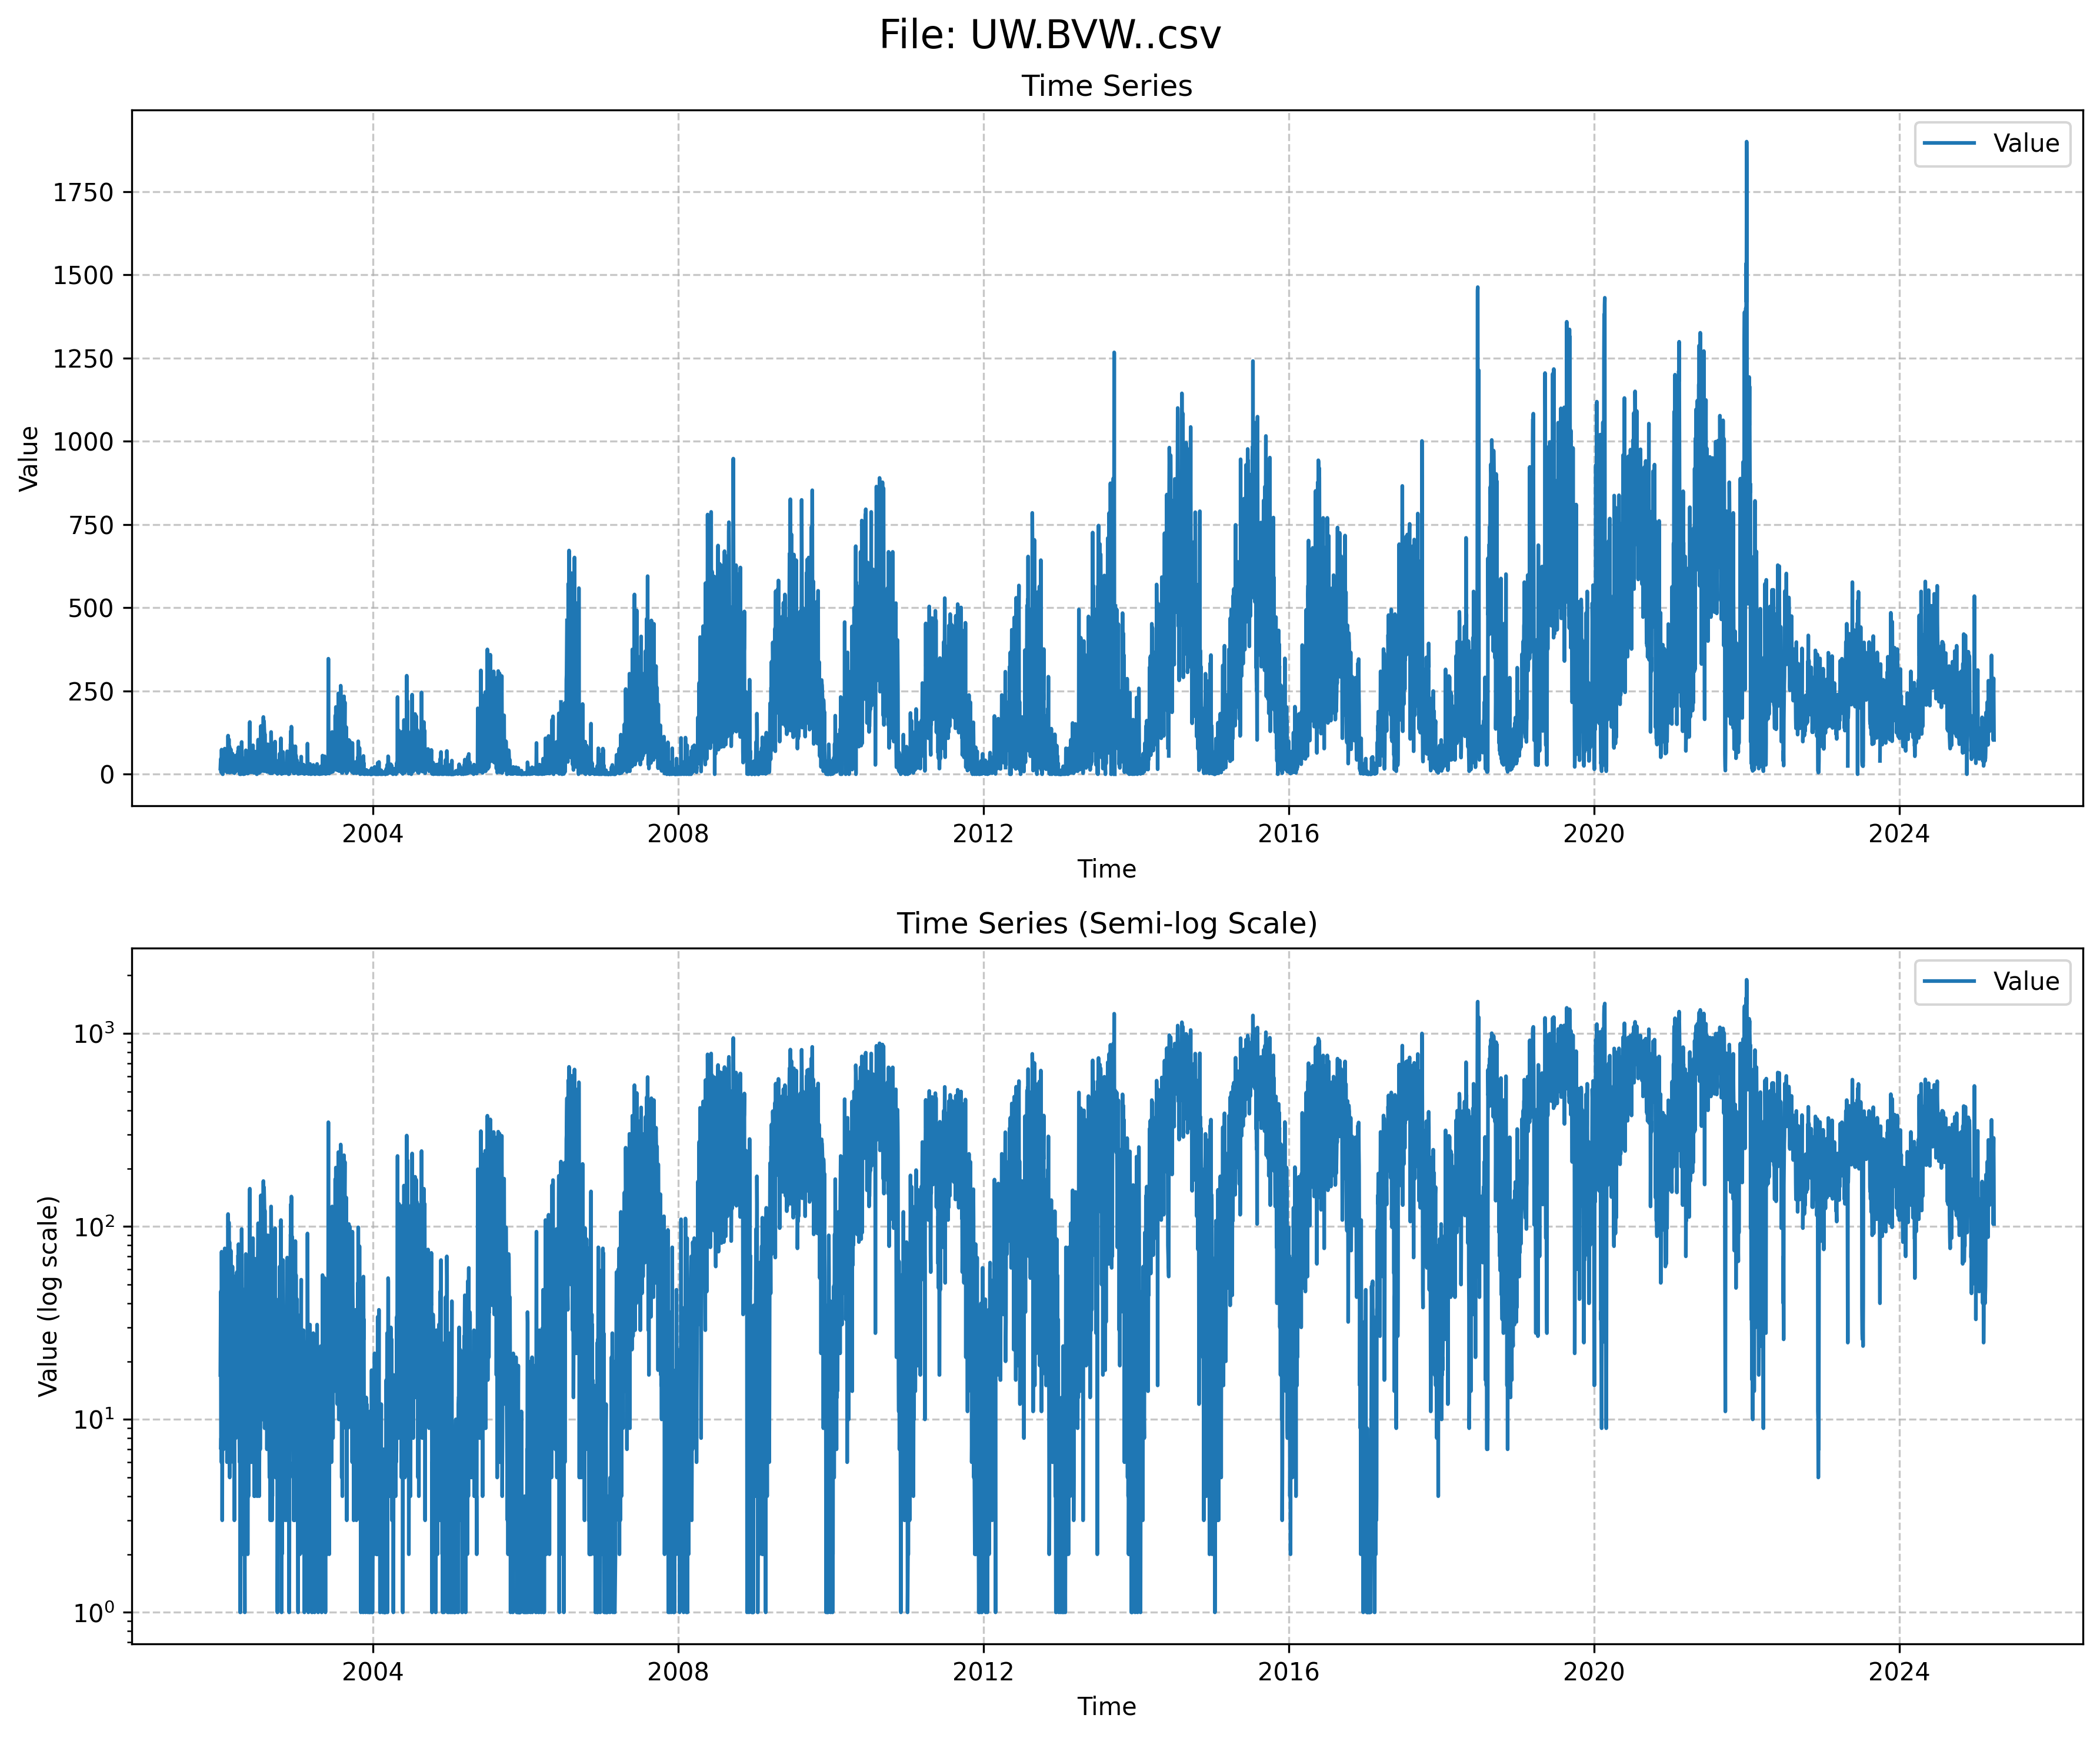 File: UW.BVW..csv
Time Series
Value
1750
1500
1250
1000
750
500
250
0
Value
2004
2008
2012
2016
2020
2024
Time
Time Series (Semi-log Scale)
Value
10³
10²
10¹
10⁰
Value (log scale)
2004
2008
2012
2016
2020
2024
Time